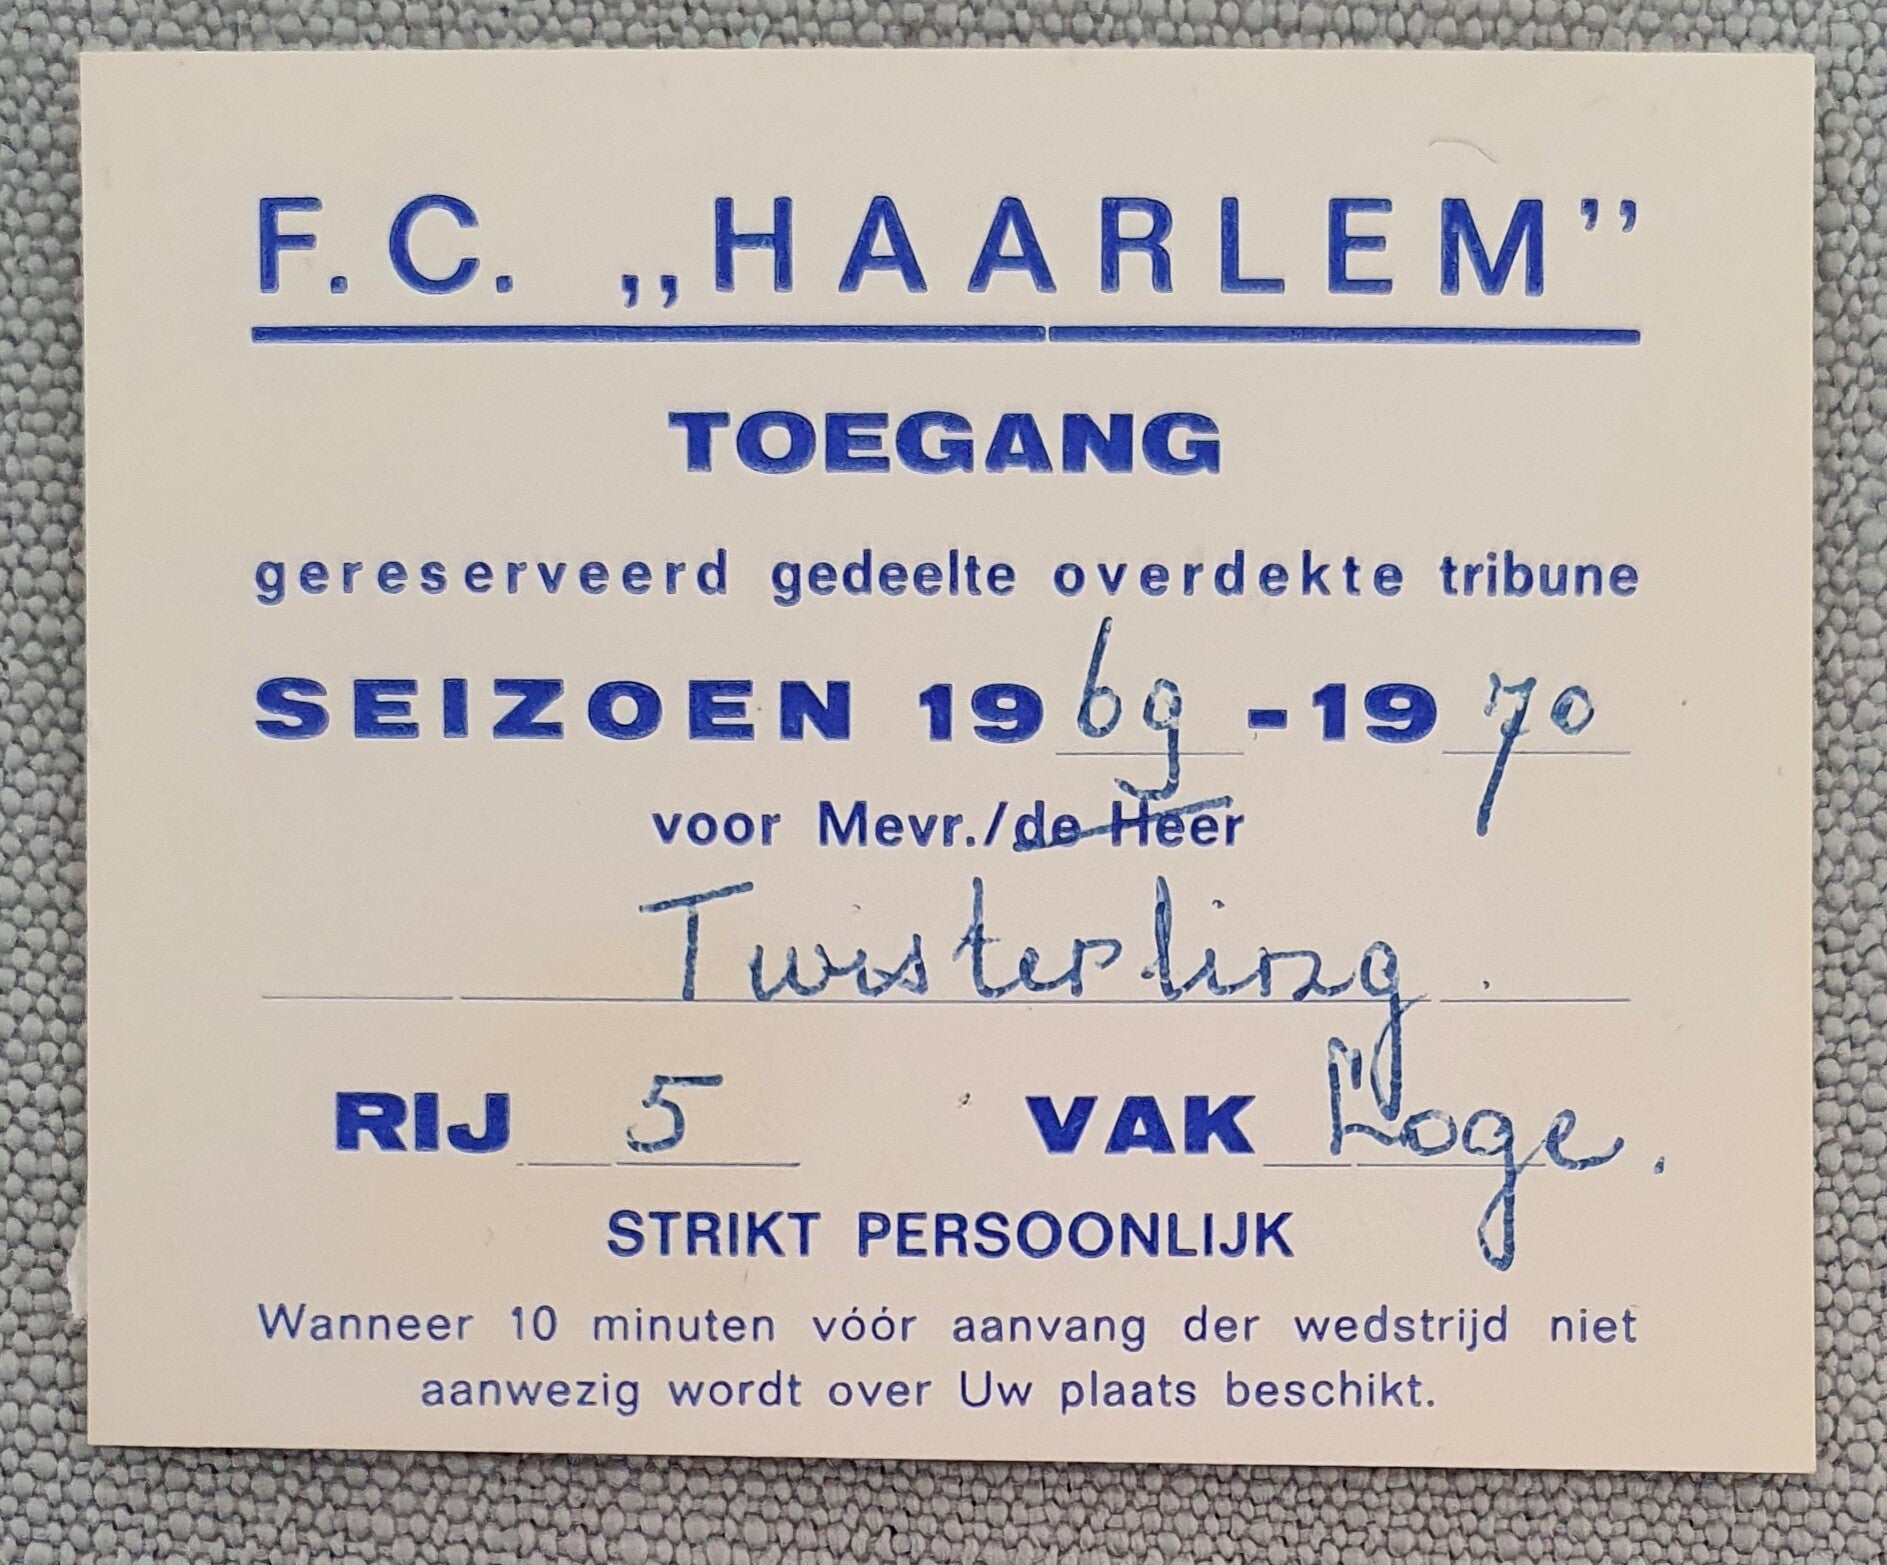 F.C. „HAARLEM”
TOEGANG
gereserveerd gedeelte overdekte tribune
SEIZOEN 1969 - 1970
voor Mevr./de Heer
Twisterling.
RIJ 5 VAK "Loge.
STRIKT PERSOONLIJK
Wanneer 10 minuten vóór aanvang der wedstrijd niet
aanwezig wordt over Uw plaats beschikt.